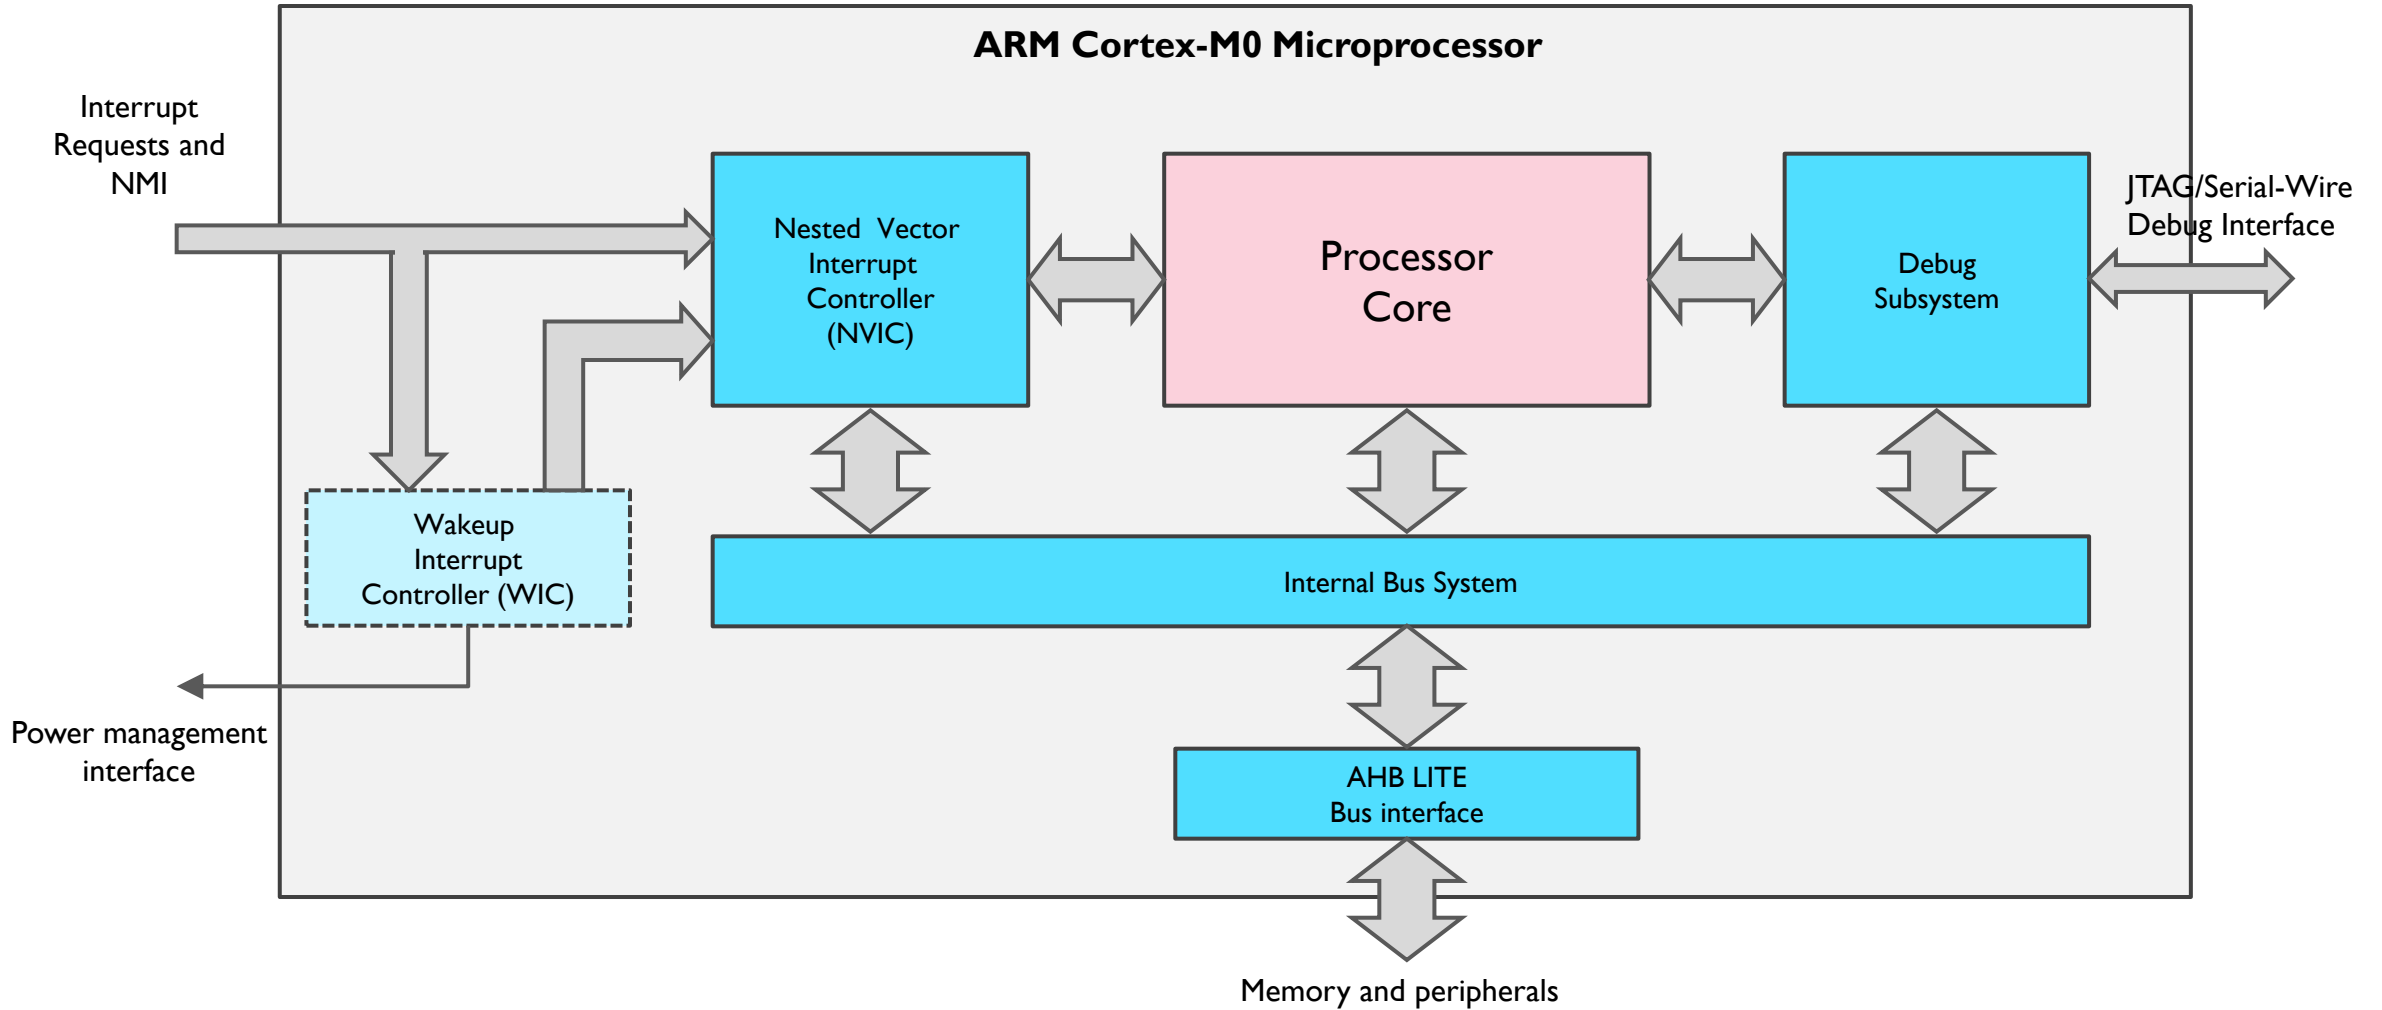 ARM Cortex-M0 Microprocessor
Interrupt
Requests and
NMI
Nested Vector
Interrupt
Controller
(NVIC)
Processor
Core
Debug
Subsystem
JTAG/Serial-Wire
Debug Interface
Wakeup
Interrupt
Controller (WIC)
Internal Bus System
Power management
interface
AHB LITE
Bus interface
Memory and peripherals